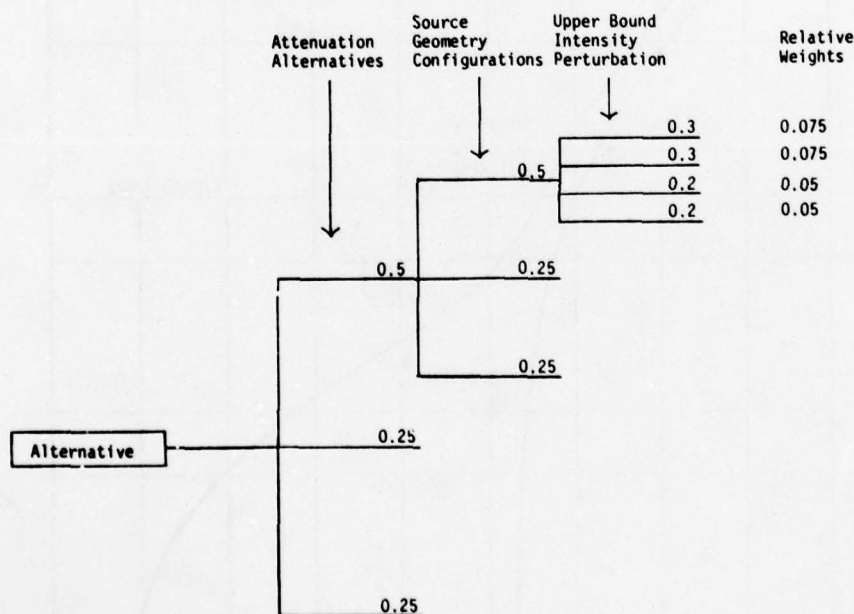 Attenuation
Alternatives
Source
Geometry
Configurations
Upper Bound
Intensity
Perturbation
Relative
Weights
0.3 0.075
0.3 0.075
0.5
0.2 0.05
0.2 0.05
0.5 0.25
0.25
Alternative
0.25
0.25